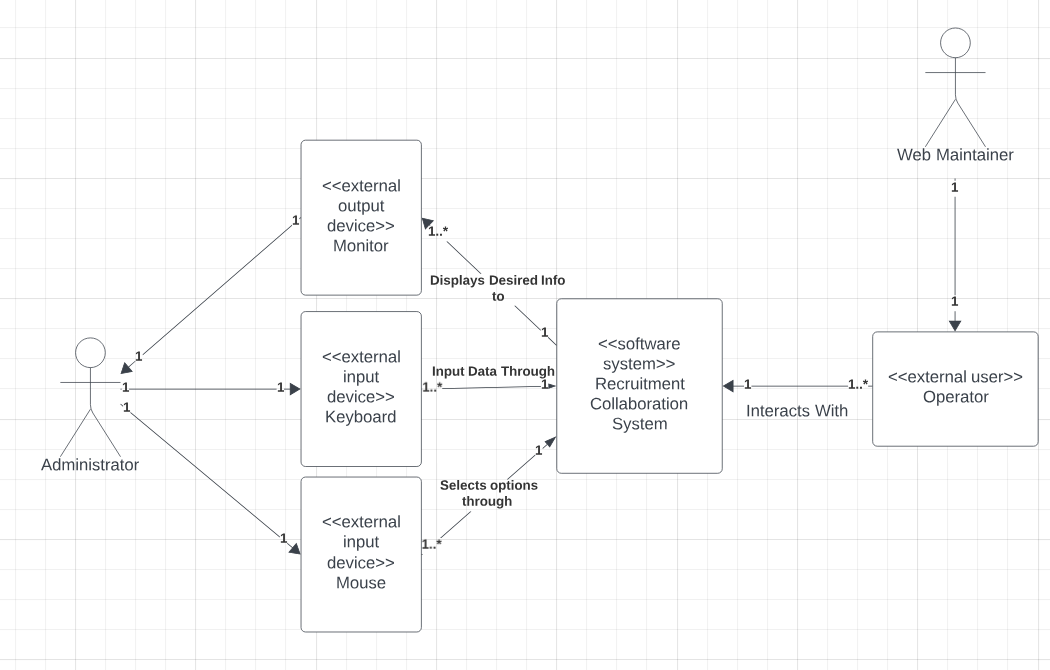 Web Maintainer
1
1
<<external
output
device>>
Monitor
1
1..*
1
Displays Desired Info
to
1
<<external
input
device>>
Keyboard
1
1
1
Input Data Through
1..*
1
<<software
system>>
Recruitment
Collaboration
System
1
1..*
Interacts With
<<external user>>
Operator
Administrator
1
Selects options
through
1..*
1
<<external
input
device>>
Mouse